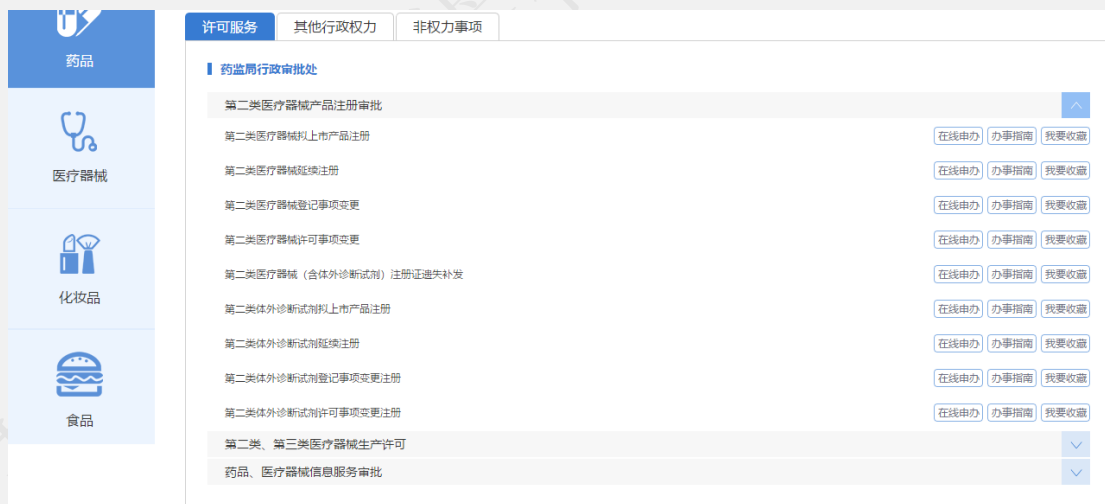 许可服务 其他行政权力 非权力事项
药品
药监局行政审批处
第二类医疗器械产品注册审批
第二类医疗器械拟上市产品注册 在线申办 办事指南 我要收藏
第二类医疗器械延续注册 在线申办 办事指南 我要收藏
医疗器械
第二类医疗器械登记事项变更 在线申办 办事指南 我要收藏
第二类医疗器械许可事项变更 在线申办 办事指南 我要收藏
第二类医疗器械（含体外诊断试剂）注册证遗失补发 在线申办 办事指南 我要收藏
化妆品
第二类体外诊断试剂拟上市产品注册 在线申办 办事指南 我要收藏
第二类体外诊断试剂延续注册 在线申办 办事指南 我要收藏
第二类体外诊断试剂登记事项变更注册 在线申办 办事指南 我要收藏
第二类体外诊断试剂许可事项变更注册 在线申办 办事指南 我要收藏
食品
第二类、第三类医疗器械生产许可
药品、医疗器械信息服务审批